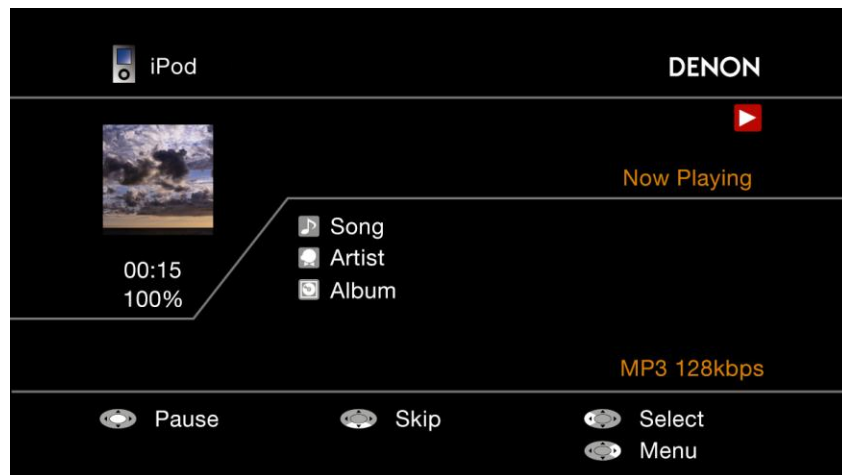 iPod
DENON
Now Playing
Song
Artist
Album
00:15
100%
MP3 128kbps
Pause
Skip
Select
Menu